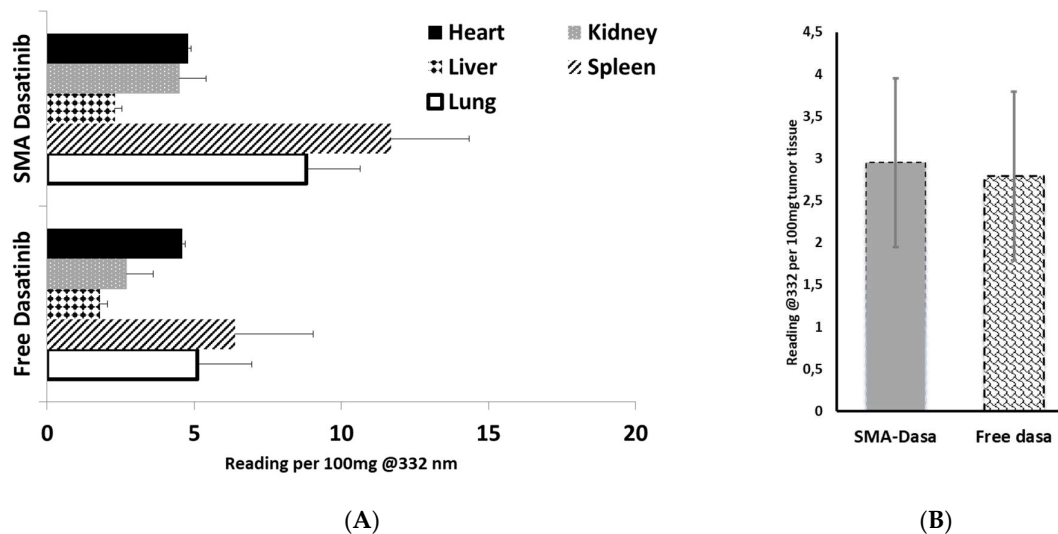 SMA Dasatinib
Free Dasatinib
Heart
Kidney
Liver
Spleen
Lung
0
5
10
15
20
Reading per 100mg @332 nm
(A)
Reading @332 per 100mg tumor tissue
4,5
4
3,5
3
2,5
2
1,5
1
0,5
0
SMA-Dasa
Free dasa
(B)